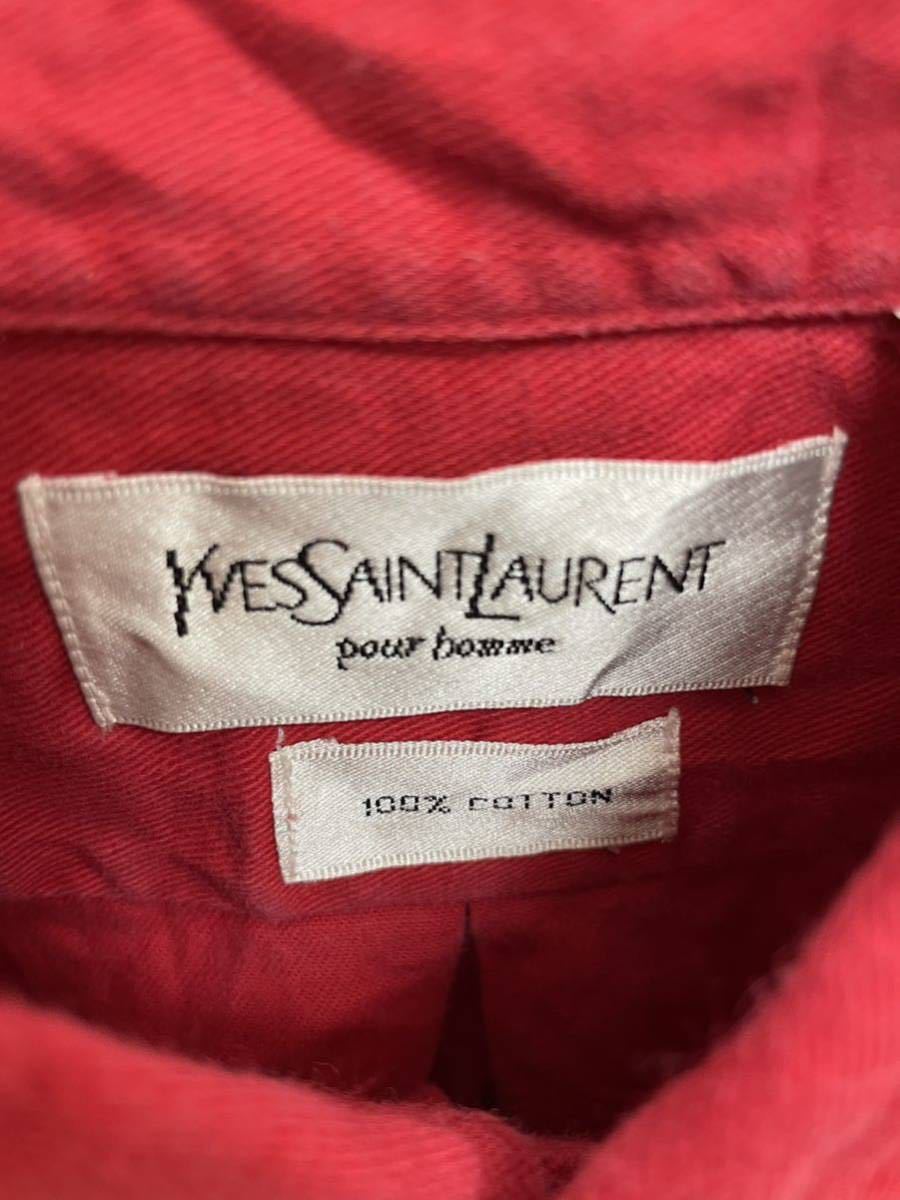 YVESSAINTLAURENT
pour homme
100% COTTON